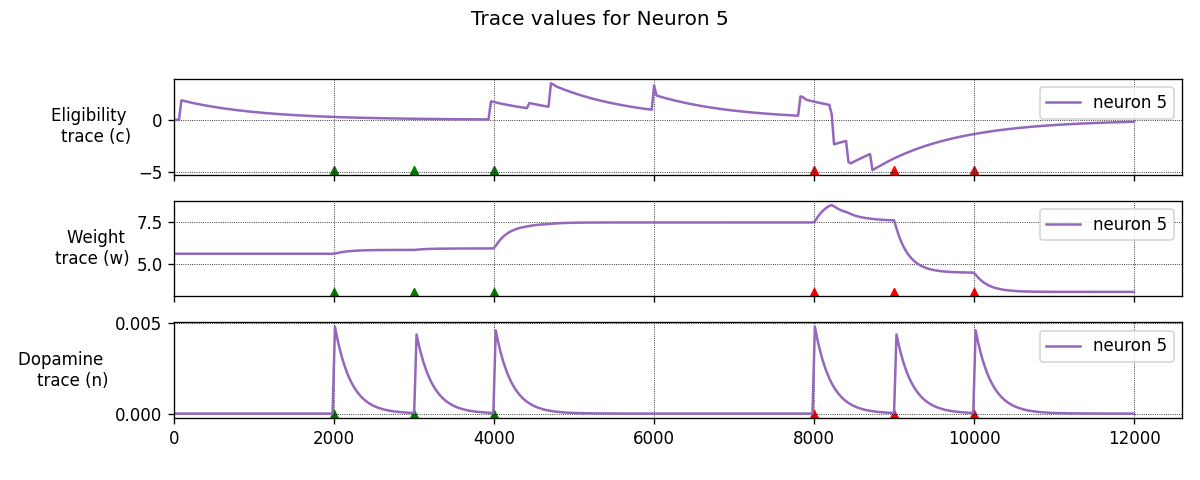 Trace values for Neuron 5
Eligibility
trace (c)
0
−5
neuron 5
Weight
trace (w)
7.5
5.0
neuron 5
Dopamine
trace (n)
0.005
0.000
neuron 5
0 2000 4000 6000 8000 10000 12000